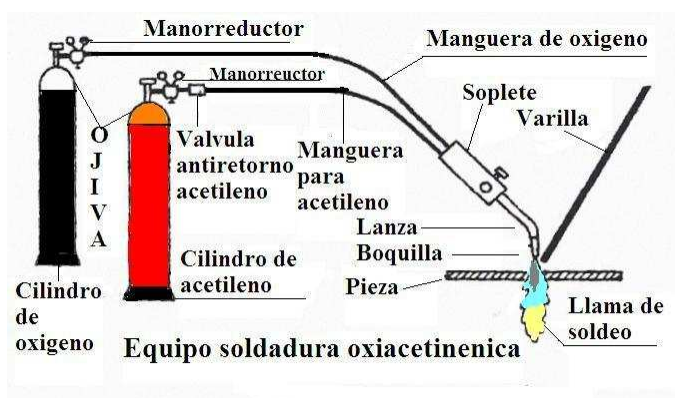 Manorreductor
Manguera de oxigeno
Manorreuctor
Soplete
Varilla
OJIVA
Valvula
antiretorno
acetileno
Manguera
para
acetileno
Lanza
Boquilla
Cilindro de
acetileno
Pieza
Cilindro
de
oxigeno
Llama de
soldeo
Equipo soldadura oxiacetinenica